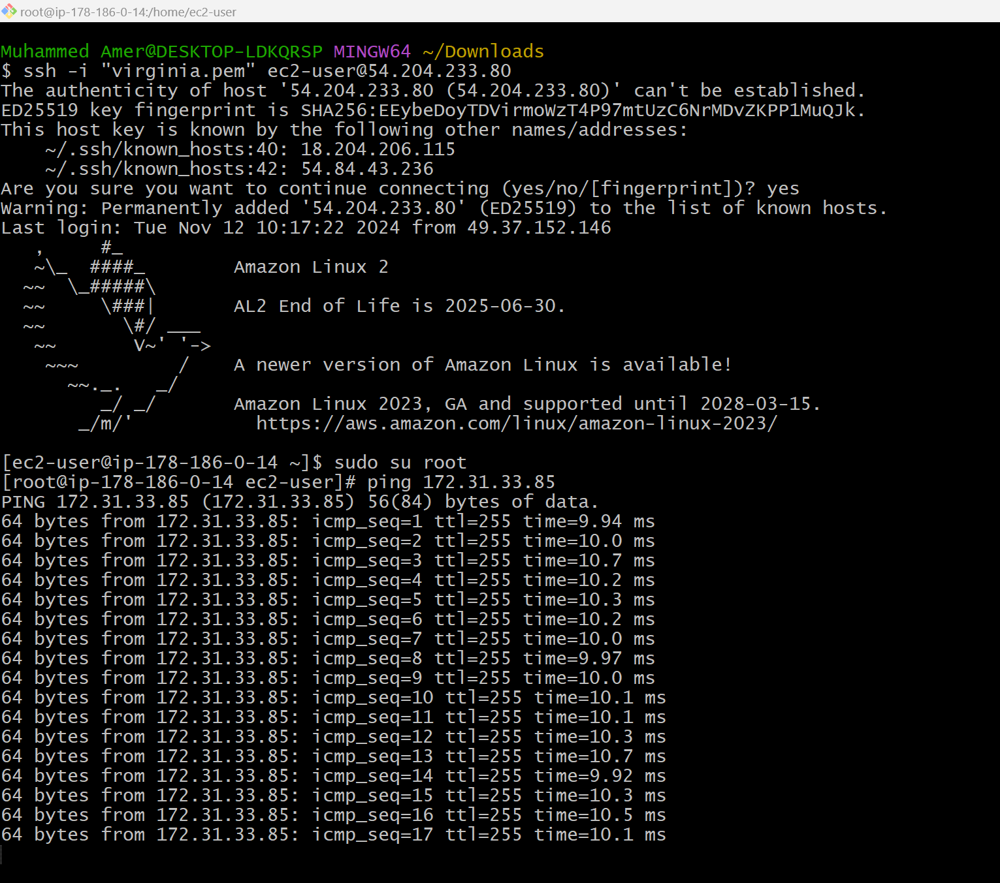 root@ip-178-186-0-14:/home/ec2-user
Muhammed Amer@DESKTOP-LDKQRSP MINGW64 ~/Downloads
$ ssh -i "virginia.pem" ec2-user@54.204.233.80
The authenticity of host '54.204.233.80 (54.204.233.80)' can't be established.
ED25519 key fingerprint is SHA256:EEybeDoyTDVirmoWzT4P97mtUzC6NrMDvZKPP1MuQJk.
This host key is known by the following other names/addresses:
    ~/.ssh/known_hosts:40: 18.204.206.115
    ~/.ssh/known_hosts:42: 54.84.43.236
Are you sure you want to continue connecting (yes/no/[fingerprint])? yes
Warning: Permanently added '54.204.233.80' (ED25519) to the list of known hosts.
Last login: Tue Nov 12 10:17:22 2024 from 49.37.152.146
   ,     #_
   ~\_  ####_        Amazon Linux 2
  ~~  \_#####\
  ~~     \###|       AL2 End of Life is 2025-06-30.
  ~~       \#/ ___
   ~~       V~' '->
    ~~~         /    A newer version of Amazon Linux is available!
      ~~._.   _/
         _/ _/       Amazon Linux 2023, GA and supported until 2028-03-15.
       _/m/'           https://aws.amazon.com/linux/amazon-linux-2023/
[ec2-user@ip-178-186-0-14 ~]$ sudo su root
[root@ip-178-186-0-14 ec2-user]# ping 172.31.33.85
PING 172.31.33.85 (172.31.33.85) 56(84) bytes of data.
64 bytes from 172.31.33.85: icmp_seq=1 ttl=255 time=9.94 ms
64 bytes from 172.31.33.85: icmp_seq=2 ttl=255 time=10.0 ms
64 bytes from 172.31.33.85: icmp_seq=3 ttl=255 time=10.7 ms
64 bytes from 172.31.33.85: icmp_seq=4 ttl=255 time=10.2 ms
64 bytes from 172.31.33.85: icmp_seq=5 ttl=255 time=10.3 ms
64 bytes from 172.31.33.85: icmp_seq=6 ttl=255 time=10.2 ms
64 bytes from 172.31.33.85: icmp_seq=7 ttl=255 time=10.0 ms
64 bytes from 172.31.33.85: icmp_seq=8 ttl=255 time=9.97 ms
64 bytes from 172.31.33.85: icmp_seq=9 ttl=255 time=10.0 ms
64 bytes from 172.31.33.85: icmp_seq=10 ttl=255 time=10.1 ms
64 bytes from 172.31.33.85: icmp_seq=11 ttl=255 time=10.1 ms
64 bytes from 172.31.33.85: icmp_seq=12 ttl=255 time=10.3 ms
64 bytes from 172.31.33.85: icmp_seq=13 ttl=255 time=10.7 ms
64 bytes from 172.31.33.85: icmp_seq=14 ttl=255 time=9.92 ms
64 bytes from 172.31.33.85: icmp_seq=15 ttl=255 time=10.3 ms
64 bytes from 172.31.33.85: icmp_seq=16 ttl=255 time=10.5 ms
64 bytes from 172.31.33.85: icmp_seq=17 ttl=255 time=10.1 ms